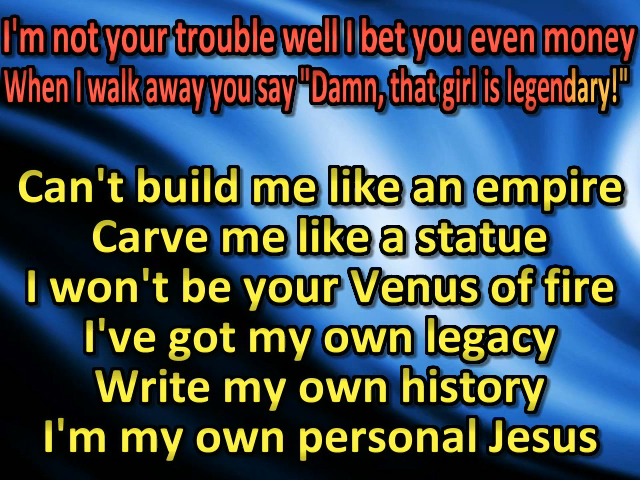 I'm not your trouble well I bet you even money
When I walk away you say "Damn, that girl is legendary!"
Can't build me like an empire
Carve me like a statue
I won't be your Venus of fire
I've got my own legacy
Write my own history
I'm my own personal Jesus